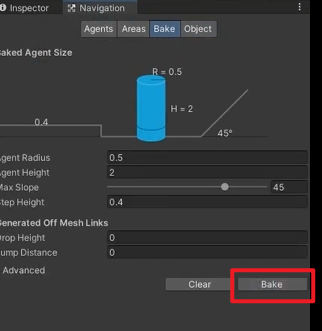 Inspector Navigation
Agents Areas Bake Object
Baked Agent Size
R = 0.5
H = 2
0.4
45°
Agent Radius 0.5
Agent Height 2
Max Slope 45
Step Height 0.4
Generated Off Mesh Links
Drop Height 0
Jump Distance 0
Advanced
Clear Bake